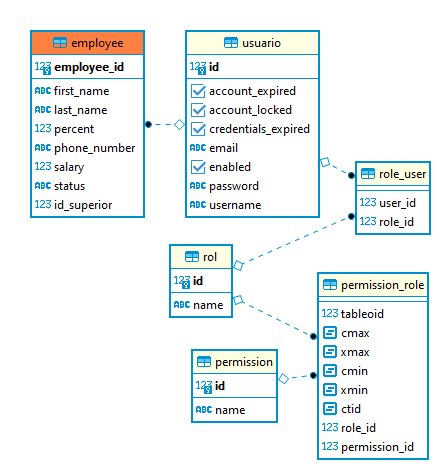 employee
123 employee_id
ABC first_name
ABC last_name
123 percent
ABC phone_number
123 salary
ABC status
123 id_superior
usuario
123 id
account_expired
account_locked
credentials_expired
ABC email
enabled
ABC password
ABC username
role_user
123 user_id
123 role_id
rol
123 id
ABC name
permission_role
123 tableoid
cmax
xmax
cmin
xmin
ctid
123 role_id
123 permission_id
permission
123 id
ABC name